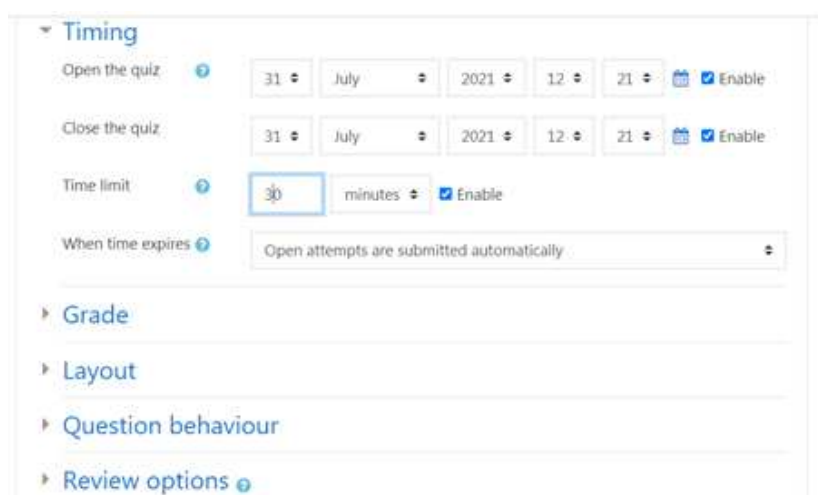 Timing
Open the quiz 31 July 2021 12 21 Enable
Close the quiz 31 July 2021 12 21 Enable
Time limit 30 minutes Enable
When time expires Open attempts are submitted automatically
Grade
Layout
Question behaviour
Review options